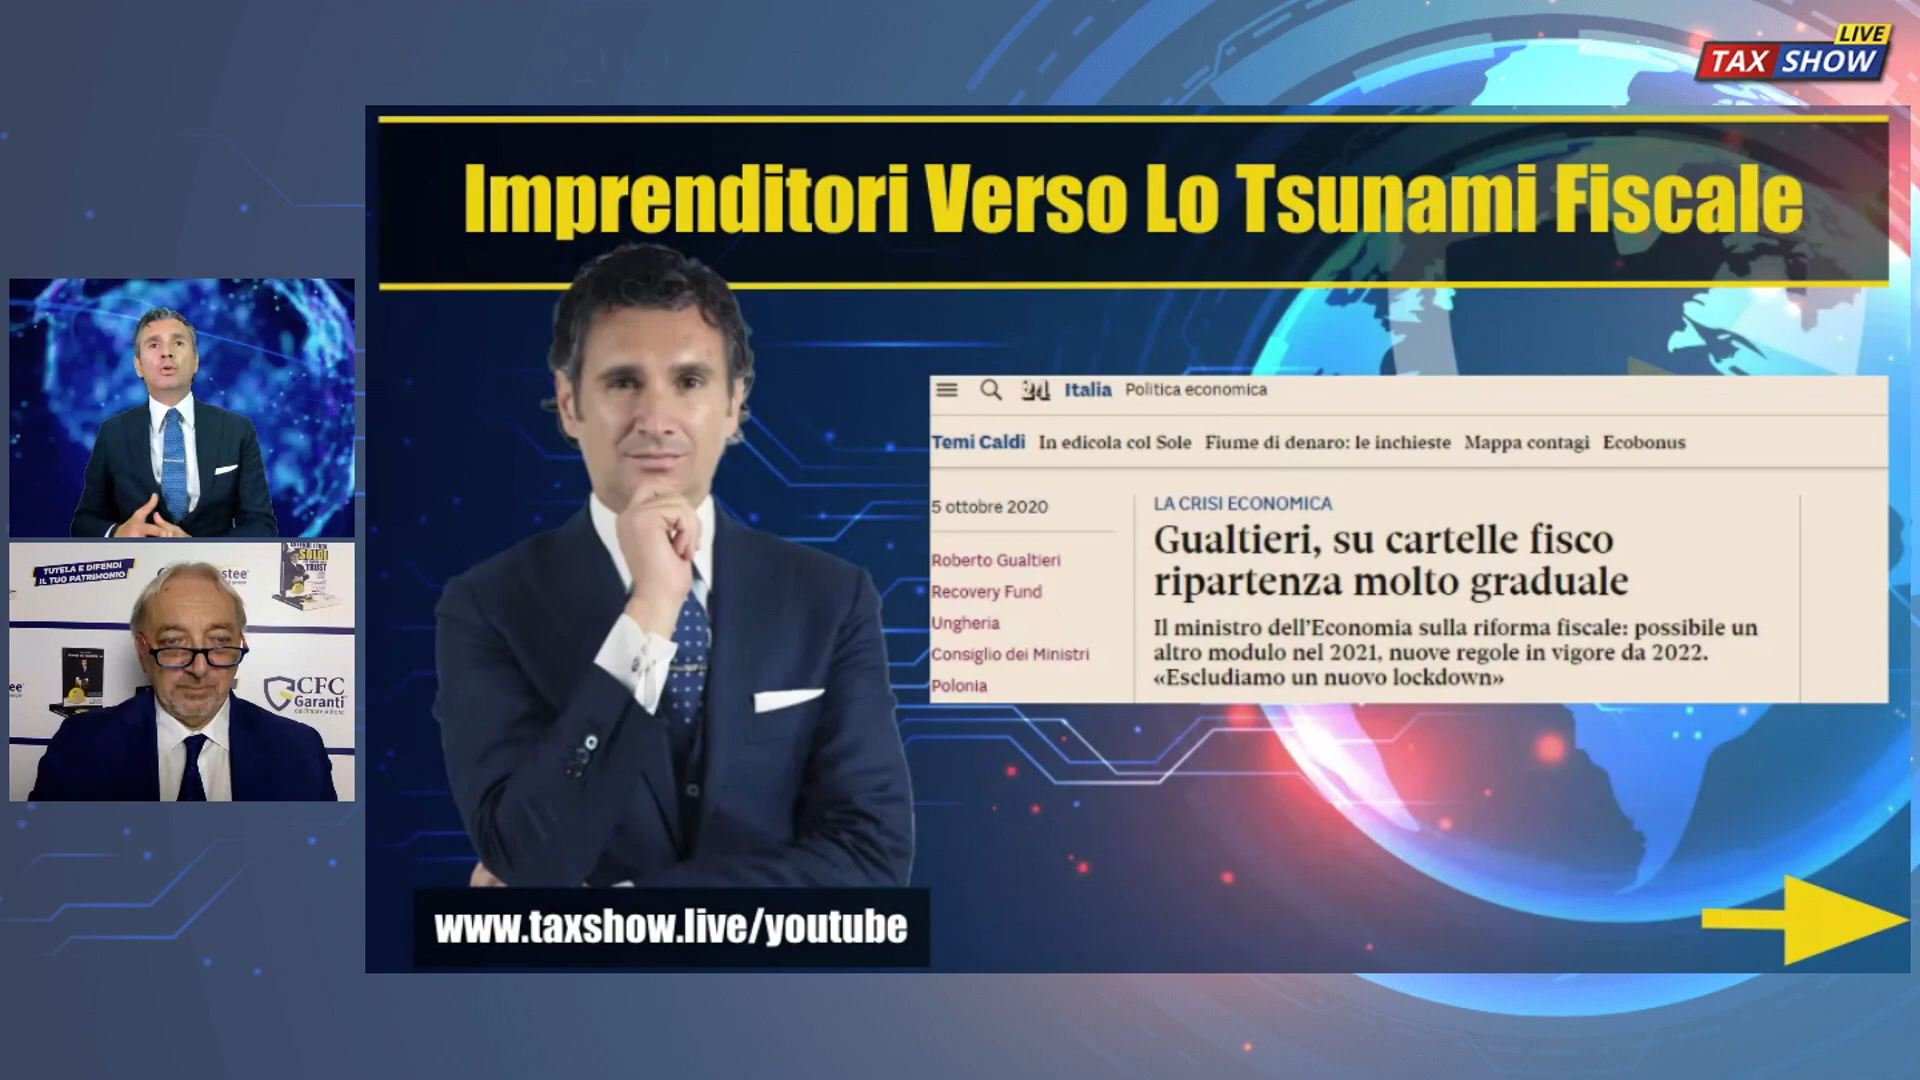 LIVE
TAX SHOW
Imprenditori Verso Lo Tsunami Fiscale
24 Italia Politica economica
Temi Caldi In edicola col Sole Fiume di denaro: le inchieste Mappa contagi Ecobonus
5 ottobre 2020
Roberto Gualtieri
Recovery Fund
Ungheria
Consiglio dei Ministri
Polonia
LA CRISI ECONOMICA
Gualtieri, su cartelle fisco
ripartenza molto graduale
Il ministro dell'Economia sulla riforma fiscale: possibile un
altro modulo nel 2021, nuove regole in vigore da 2022.
«Escludiamo un nuovo lockdown»
TUTELA E DIFENDI
IL TUO PATRIMONIO
SOLDI
TRUST
CFC
Garanti
www.taxshow.live/youtube